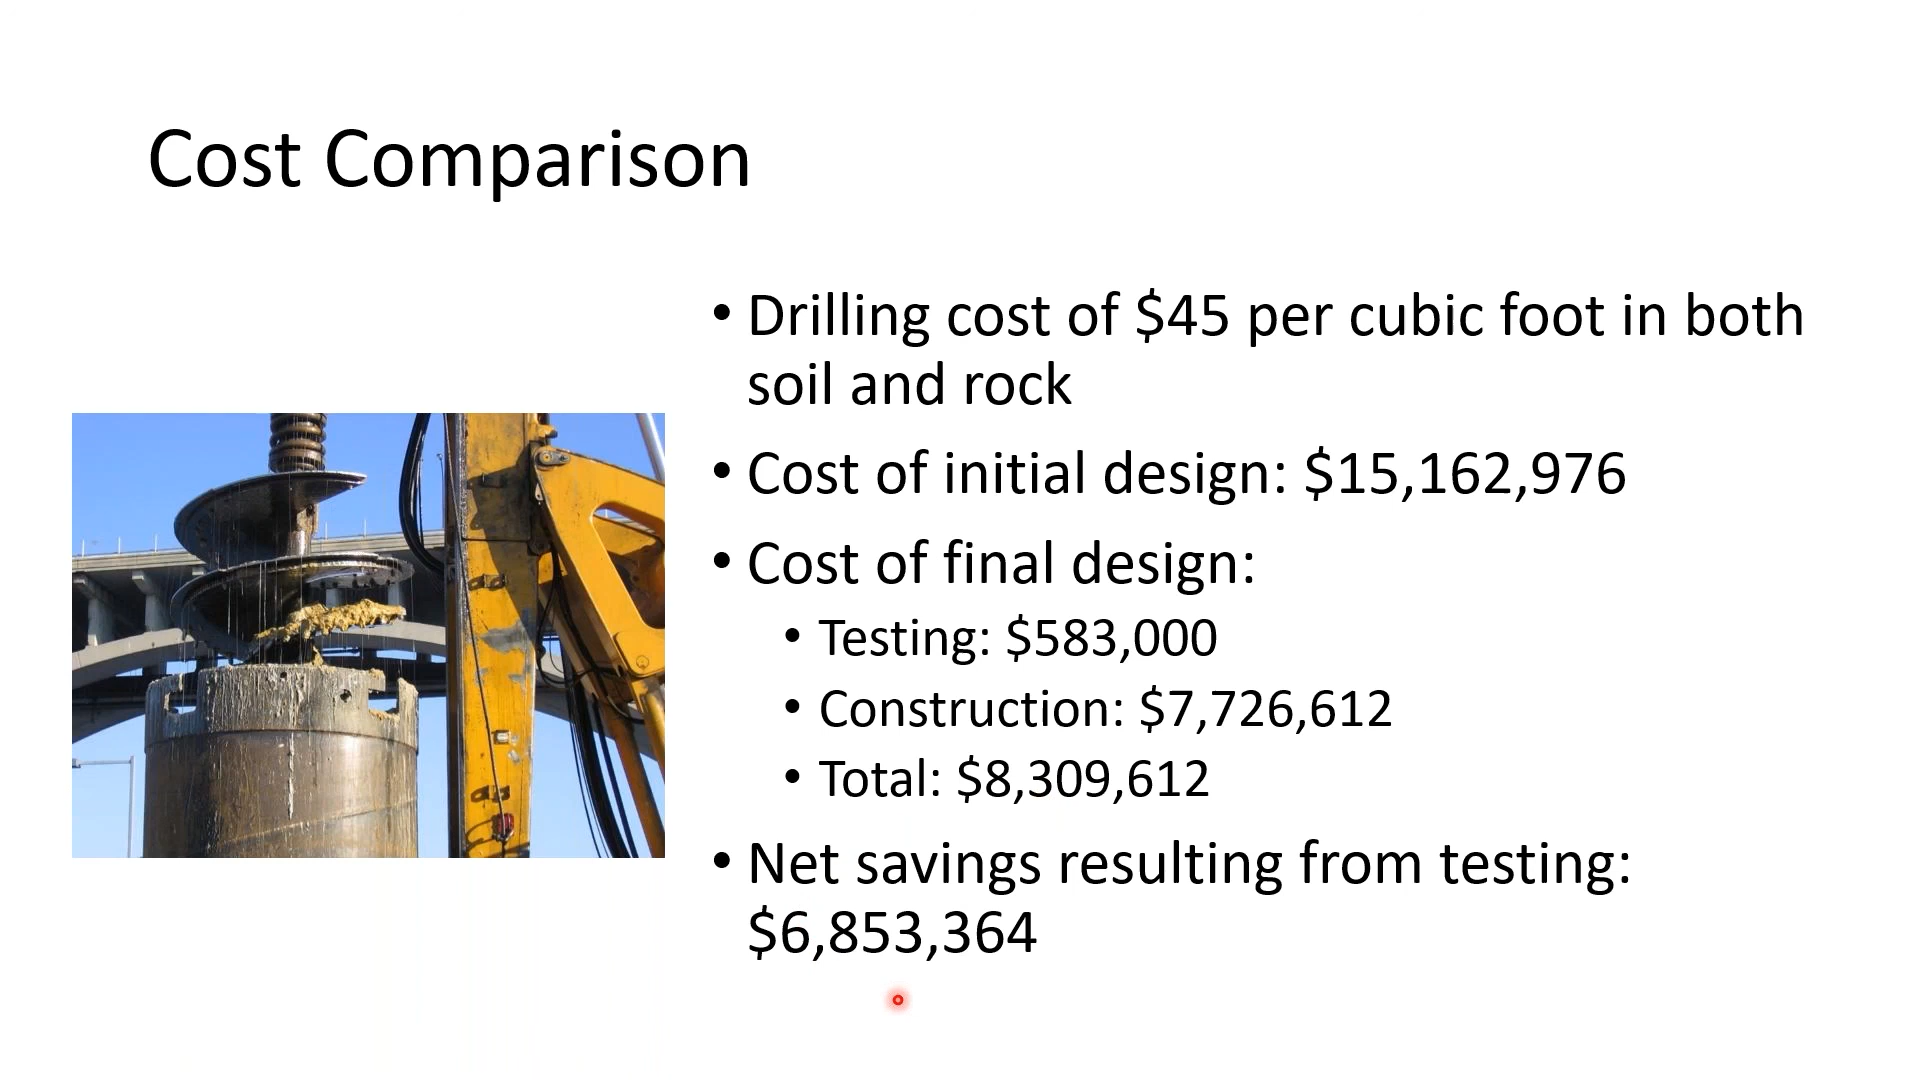 Cost Comparison
• Drilling cost of $45 per cubic foot in both
soil and rock
• Cost of initial design: $15,162,976
• Cost of final design:
• Testing: $583,000
• Construction: $7,726,612
• Total: $8,309,612
• Net savings resulting from testing:
$6,853,364